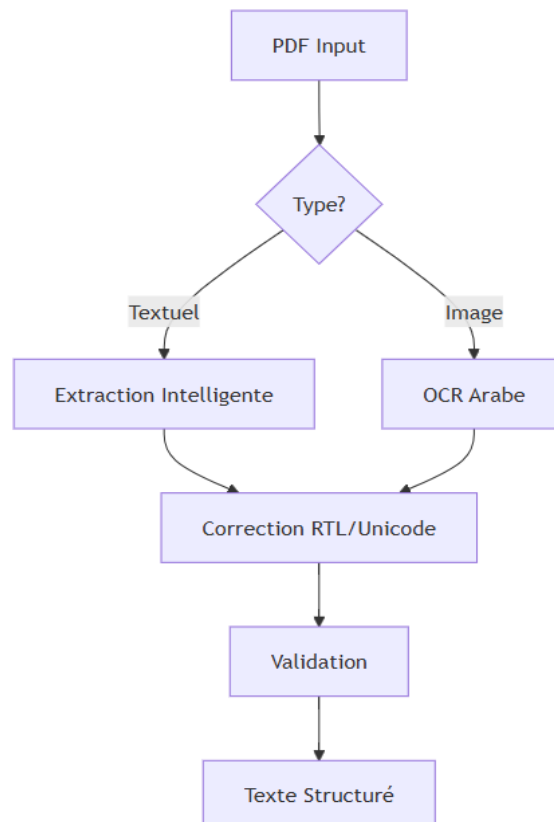 PDF Input
Type?
Textuel
Image
Extraction Intelligente
OCR Arabe
Correction RTL/Unicode
Validation
Texte Structuré